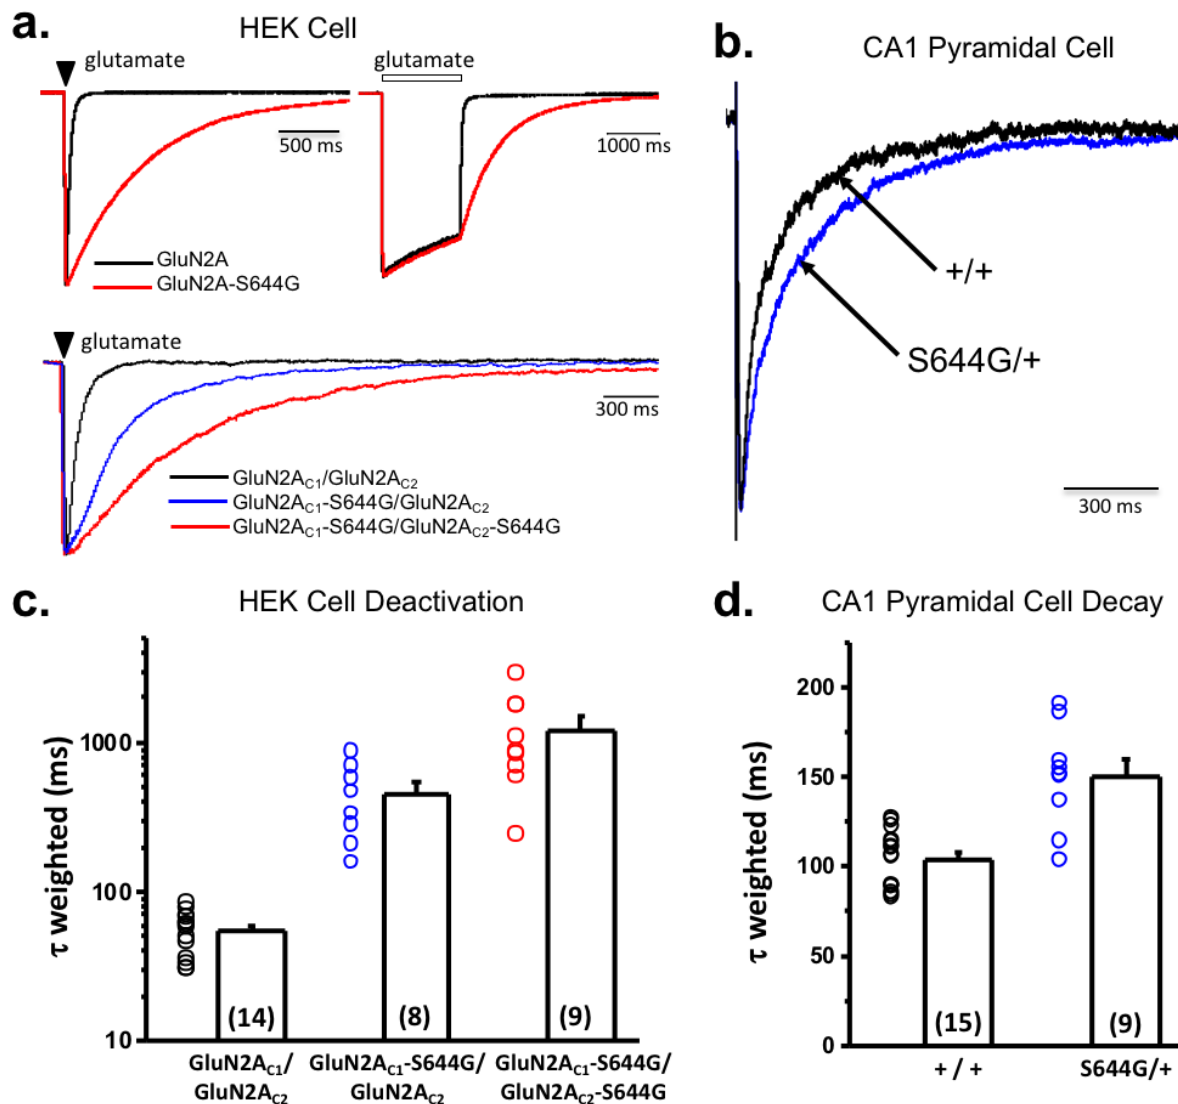 a.
HEK Cell
glutamate
500 ms
GluN2A
GluN2A-S644G
glutamate
1000 ms
glutamate
300 ms
GluN2AC1/GluN2AC2
GluN2AC1-S644G/GluN2AC2
GluN2AC1-S644G/GluN2AC2-S644G
b.
CA1 Pyramidal Cell
+/+
S644G/+
300 ms
c.
HEK Cell Deactivation
τ weighted (ms)
1000
100
10
(14)
(8)
(9)
GluN2AC1/
GluN2AC2
GluN2AC1-S644G/
GluN2AC2
GluN2AC1-S644G/
GluN2AC2-S644G
d.
CA1 Pyramidal Cell Decay
τ weighted (ms)
200
150
100
50
0
(15)
(9)
+ / +
S644G/+